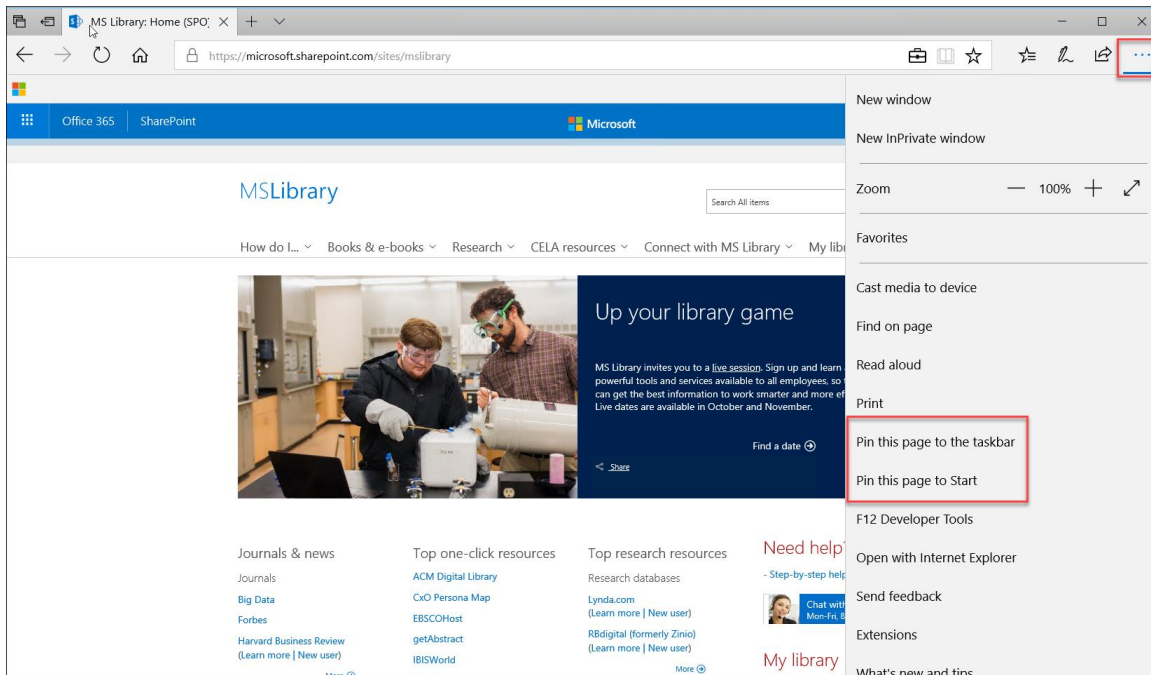 MS Library: Home (SPO)
https://microsoft.sharepoint.com/sites/mslibrary
Office 365
SharePoint
Microsoft
MSLibrary
Search All items
How do I...
Books & e-books
Research
CELA resources
Connect with MS Library
My libr
Up your library game
MS Library invites you to a live session. Sign up and learn
powerful tools and services available to all employees, so
can get the best information to work smarter and more ef
Live dates are available in October and November.
Find a date
Share
Journals & news
Journals
Big Data
Forbes
Harvard Business Review
(Learn more | New user)
More
Top one-click resources
ACM Digital Library
CxO Persona Map
EBSCOHost
getAbstract
IBISWorld
Top research resources
Research databases
Lynda.com
(Learn more | New user)
RBdigital (formerly Zinio)
(Learn more | New user)
More
Need help?
- Step-by-step help
Chat with
Mon-Fri, 8
My library
New window
New InPrivate window
Zoom
100%
Favorites
Cast media to device
Find on page
Read aloud
Print
Pin this page to the taskbar
Pin this page to Start
F12 Developer Tools
Open with Internet Explorer
Send feedback
Extensions
What's new and tips